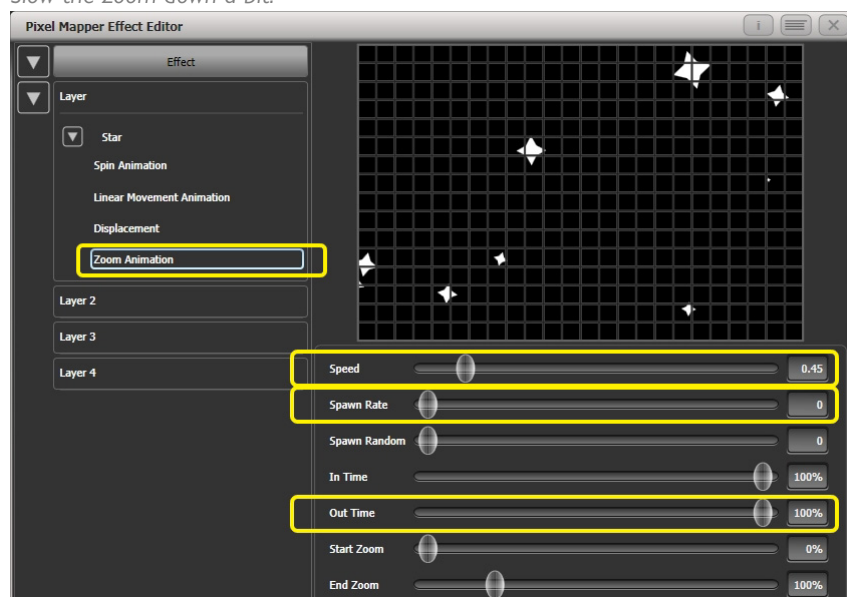 Slow the Zoom Down a Bit.
Pixel Mapper Effect Editor
i
Effect
Layer
Star
Spin Animation
Linear Movement Animation
Displacement
Zoom Animation
Layer 2
Layer 3
Layer 4
Speed 0.45
Spawn Rate 0
Spawn Random 0
In Time 100%
Out Time 100%
Start Zoom 0%
End Zoom 100%